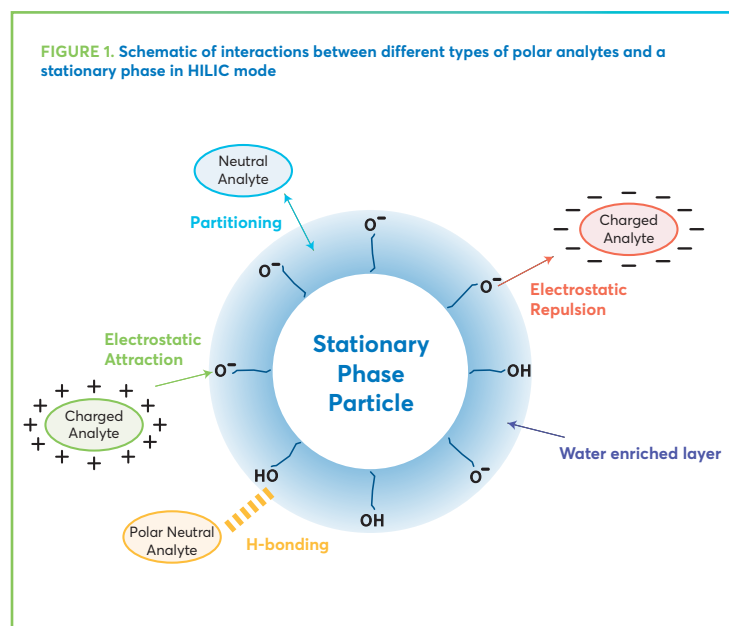 FIGURE 1. Schematic of interactions between different types of polar analytes and a
stationary phase in HILIC mode
Neutral
Analyte
Partitioning
O⁻
Charged
Analyte
O⁻
O⁻
Electrostatic
Repulsion
Electrostatic
Attraction
O⁻
Stationary
Phase
Particle
OH
Charged
Analyte
Water enriched layer
HO
O⁻
OH
Polar Neutral
Analyte
H-bonding